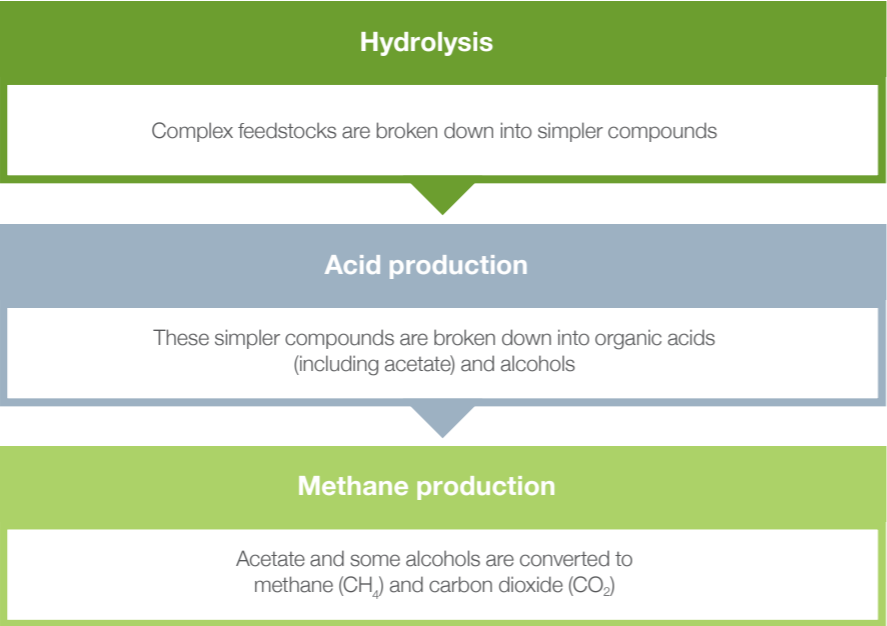 Hydrolysis
Complex feedstocks are broken down into simpler compounds
Acid production
These simpler compounds are broken down into organic acids
(including acetate) and alcohols
Methane production
Acetate and some alcohols are converted to
methane (CH₄) and carbon dioxide (CO₂)